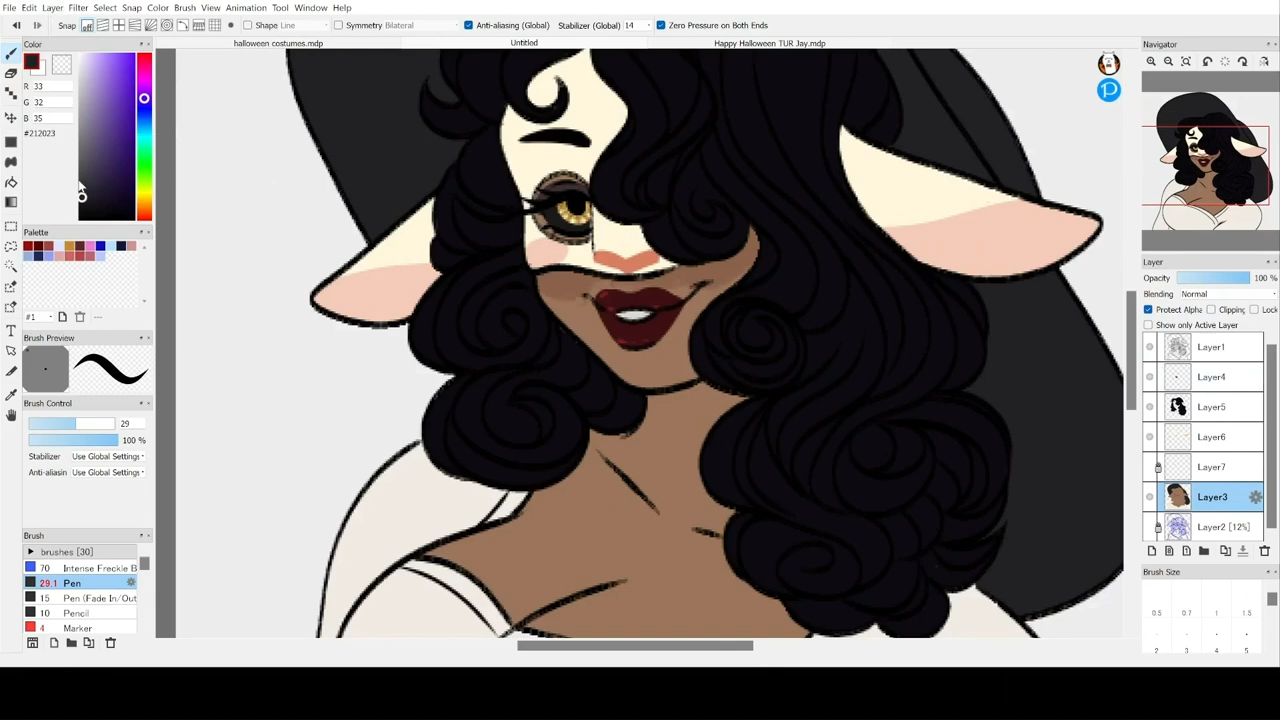 File Edit Layer Filter Select Snap Color Brush View Animation Tool Window Help
Snap off Shape Line Symmetry Bilateral Anti-aliasing (Global) Stabilizer (Global) 14 Zero Pressure on Both Ends
Color
halloween costumes.mdp Untitled Happy Halloween TUR Jay.mdp
Navigator
R 33
G 32
B 35
#212023
Palette
#1
Brush Preview
Brush Control
29
100 %
Stabilizer Use Global Settings
Anti-aliasin Use Global Settings
Brush
brushes [30]
70 Intense Freckle B
29.1 Pen
15 Pen (Fade In/Out
10 Pencil
4 Marker
Layer
Opacity 100 %
Blending Normal
Protect Alpha Clipping Lock
Show only Active Layer
Layer1
Layer4
Layer5
Layer6
Layer7
Layer3
Layer2 [12%]
Brush Size
0.5 0.7 1 1.5
2 3 4 5